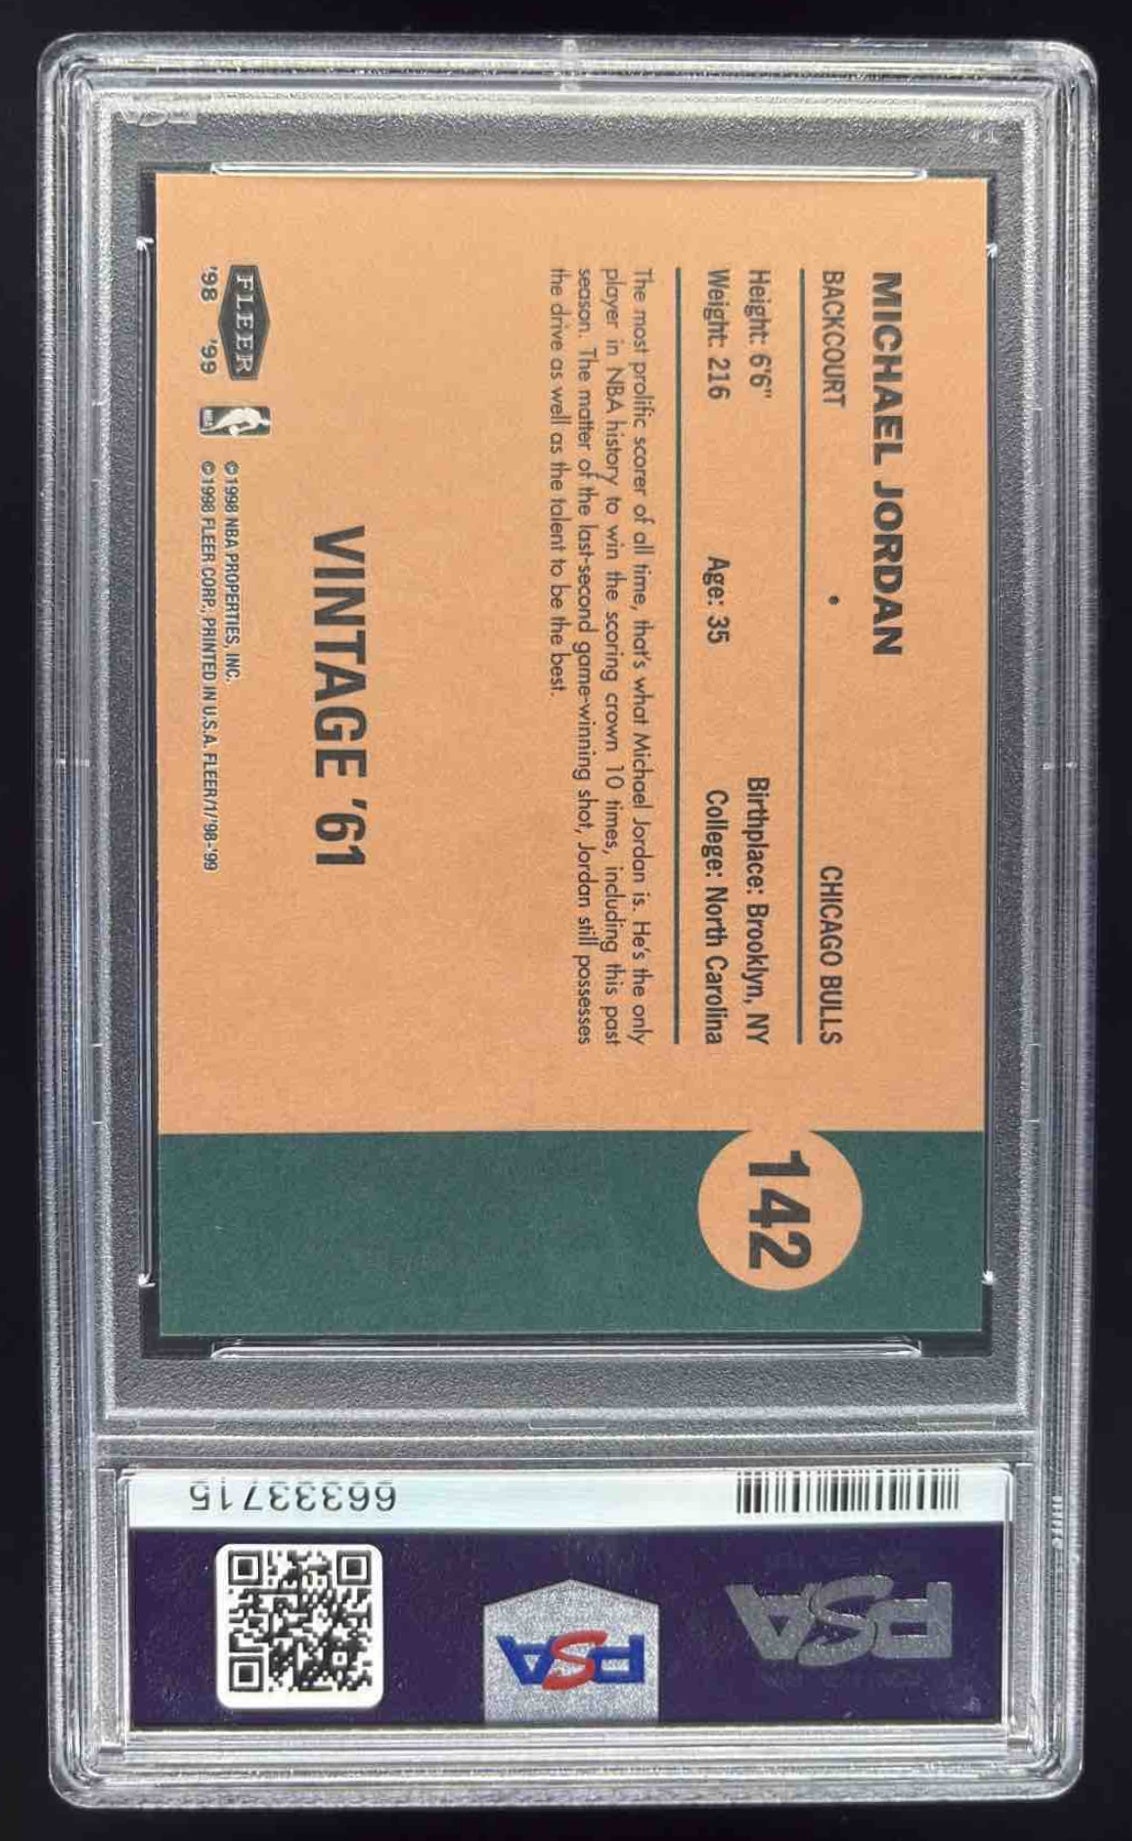 MICHAEL JORDAN
BACKCOURT • CHICAGO BULLS
Height: 6'6" Birthplace: Brooklyn, NY
Weight: 216 Age: 35 College: North Carolina
The most prolific scorer of all time, that's what Michael Jordan is. He's the only
player in NBA history to win the scoring crown 10 times, including this past
season. The matter of the last-second game-winning shot, Jordan still possesses
the drive as well as the talent to be the best.
VINTAGE '61
FLEER
'98 '99
©1998 NBA PROPERTIES, INC.
©1998 FLEER CORP., PRINTED IN U.S.A. FLEER/1/'98-'99
142
66333715
PSA
PSA
PSA